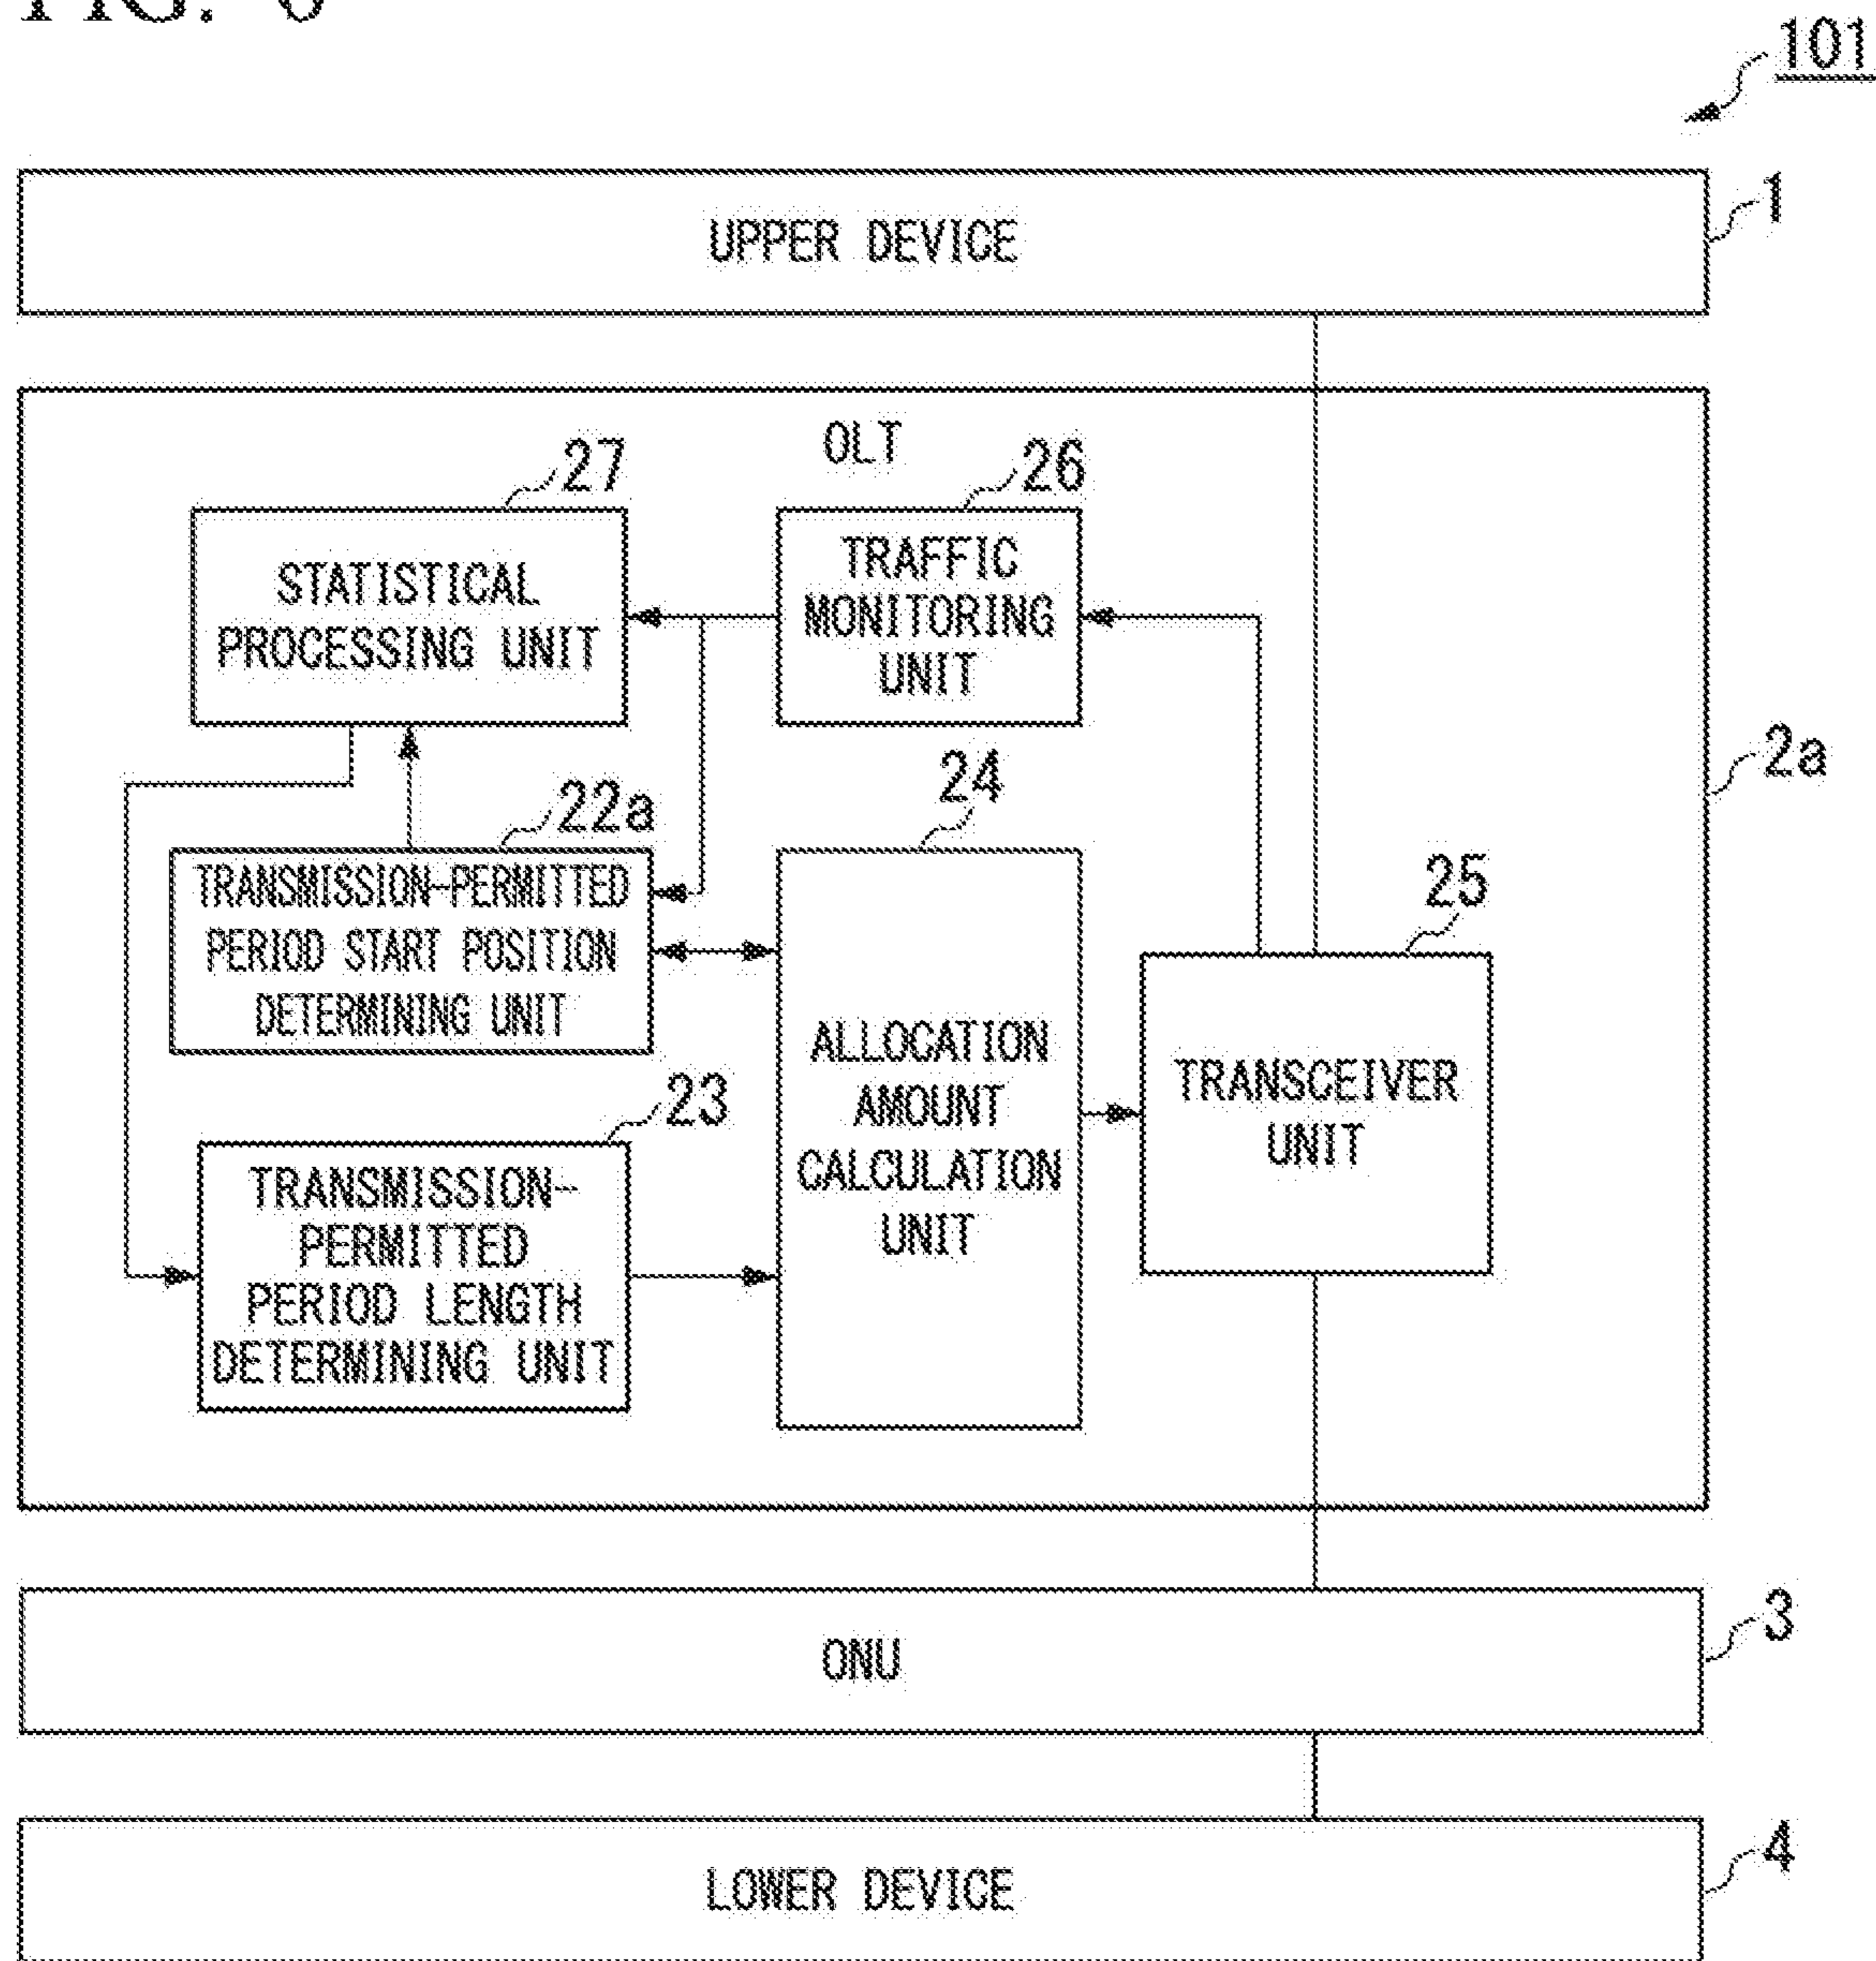 FIG. 6
101
UPPER DEVICE
1
OLT
27
26
STATISTICAL
PROCESSING UNIT
TRAFFIC
MONITORING
UNIT
2a
22a
24
TRANSMISSION-PERMITTED
PERIOD START POSITION
DETERMINING UNIT
25
ALLOCATION
AMOUNT
CALCULATION
UNIT
TRANSCEIVER
UNIT
23
TRANSMISSION-
PERMITTED
PERIOD LENGTH
DETERMINING UNIT
ONU
3
LOWER DEVICE
4